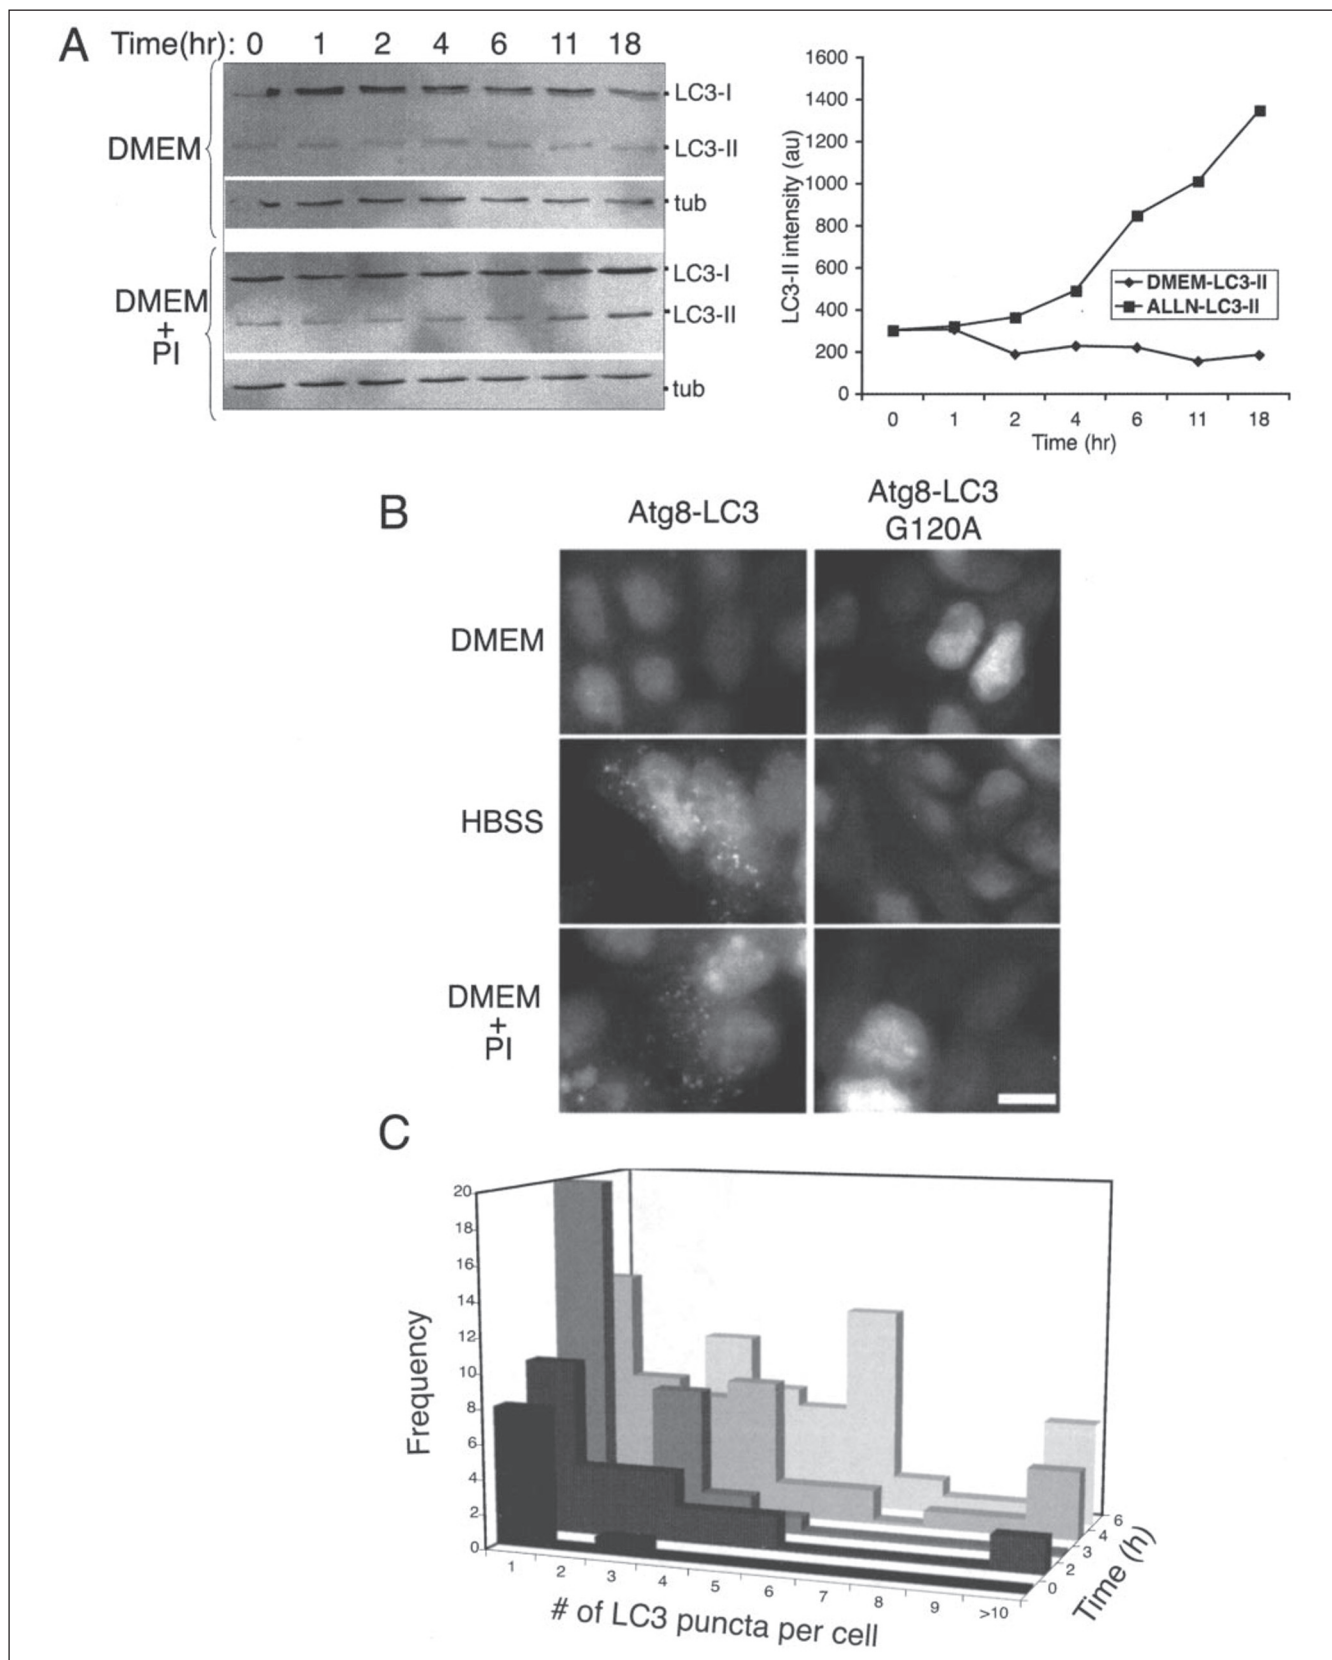 A
Time(hr): 0 1 2 4 6 11 18
DMEM
LC3-I
LC3-II
tub
DMEM
+
PI
LC3-I
LC3-II
tub
1600
1400
1200
1000
800
600
400
200
0
LC3-II intensity (au)
DMEM-LC3-II
ALLN-LC3-II
0 1 2 4 6 11 18
Time (hr)
B
Atg8-LC3
Atg8-LC3
G120A
DMEM
HBSS
DMEM
+
PI
C
20
18
16
14
12
10
8
6
4
2
0
Frequency
1 2 3 4 5 6 7 8 9 >10
# of LC3 puncta per cell
0 2 3 4 6
Time (h)